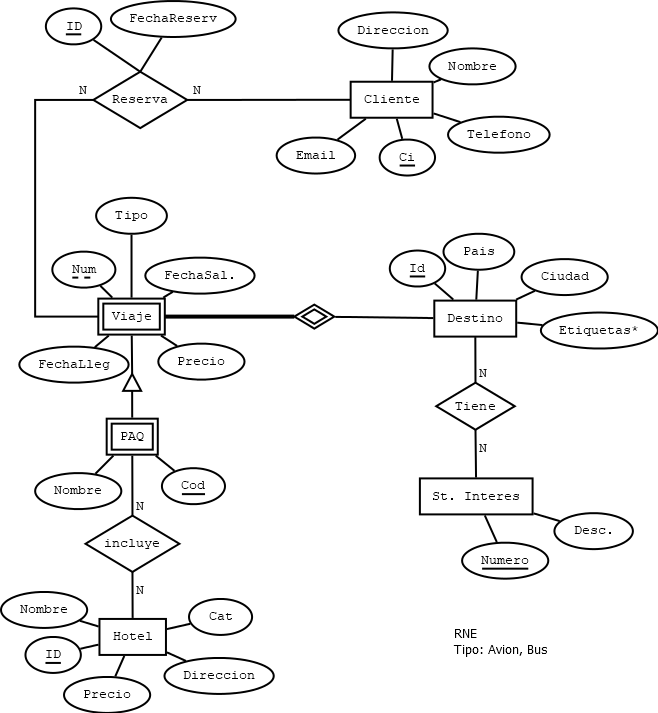 ID
FechaReserv
Direccion
Nombre
N
Reserva
N
Cliente
Telefono
Email
Ci
Tipo
Num
FechaSal.
Id
Pais
Ciudad
Viaje
Destino
Etiquetas*
FechaLleg
Precio
N
Tiene
PAQ
N
Nombre
Cod
St. Interes
N
Desc.
incluye
Numero
N
Nombre
Cat
Hotel
ID
Direccion
Precio
RNE
Tipo: Avion, Bus